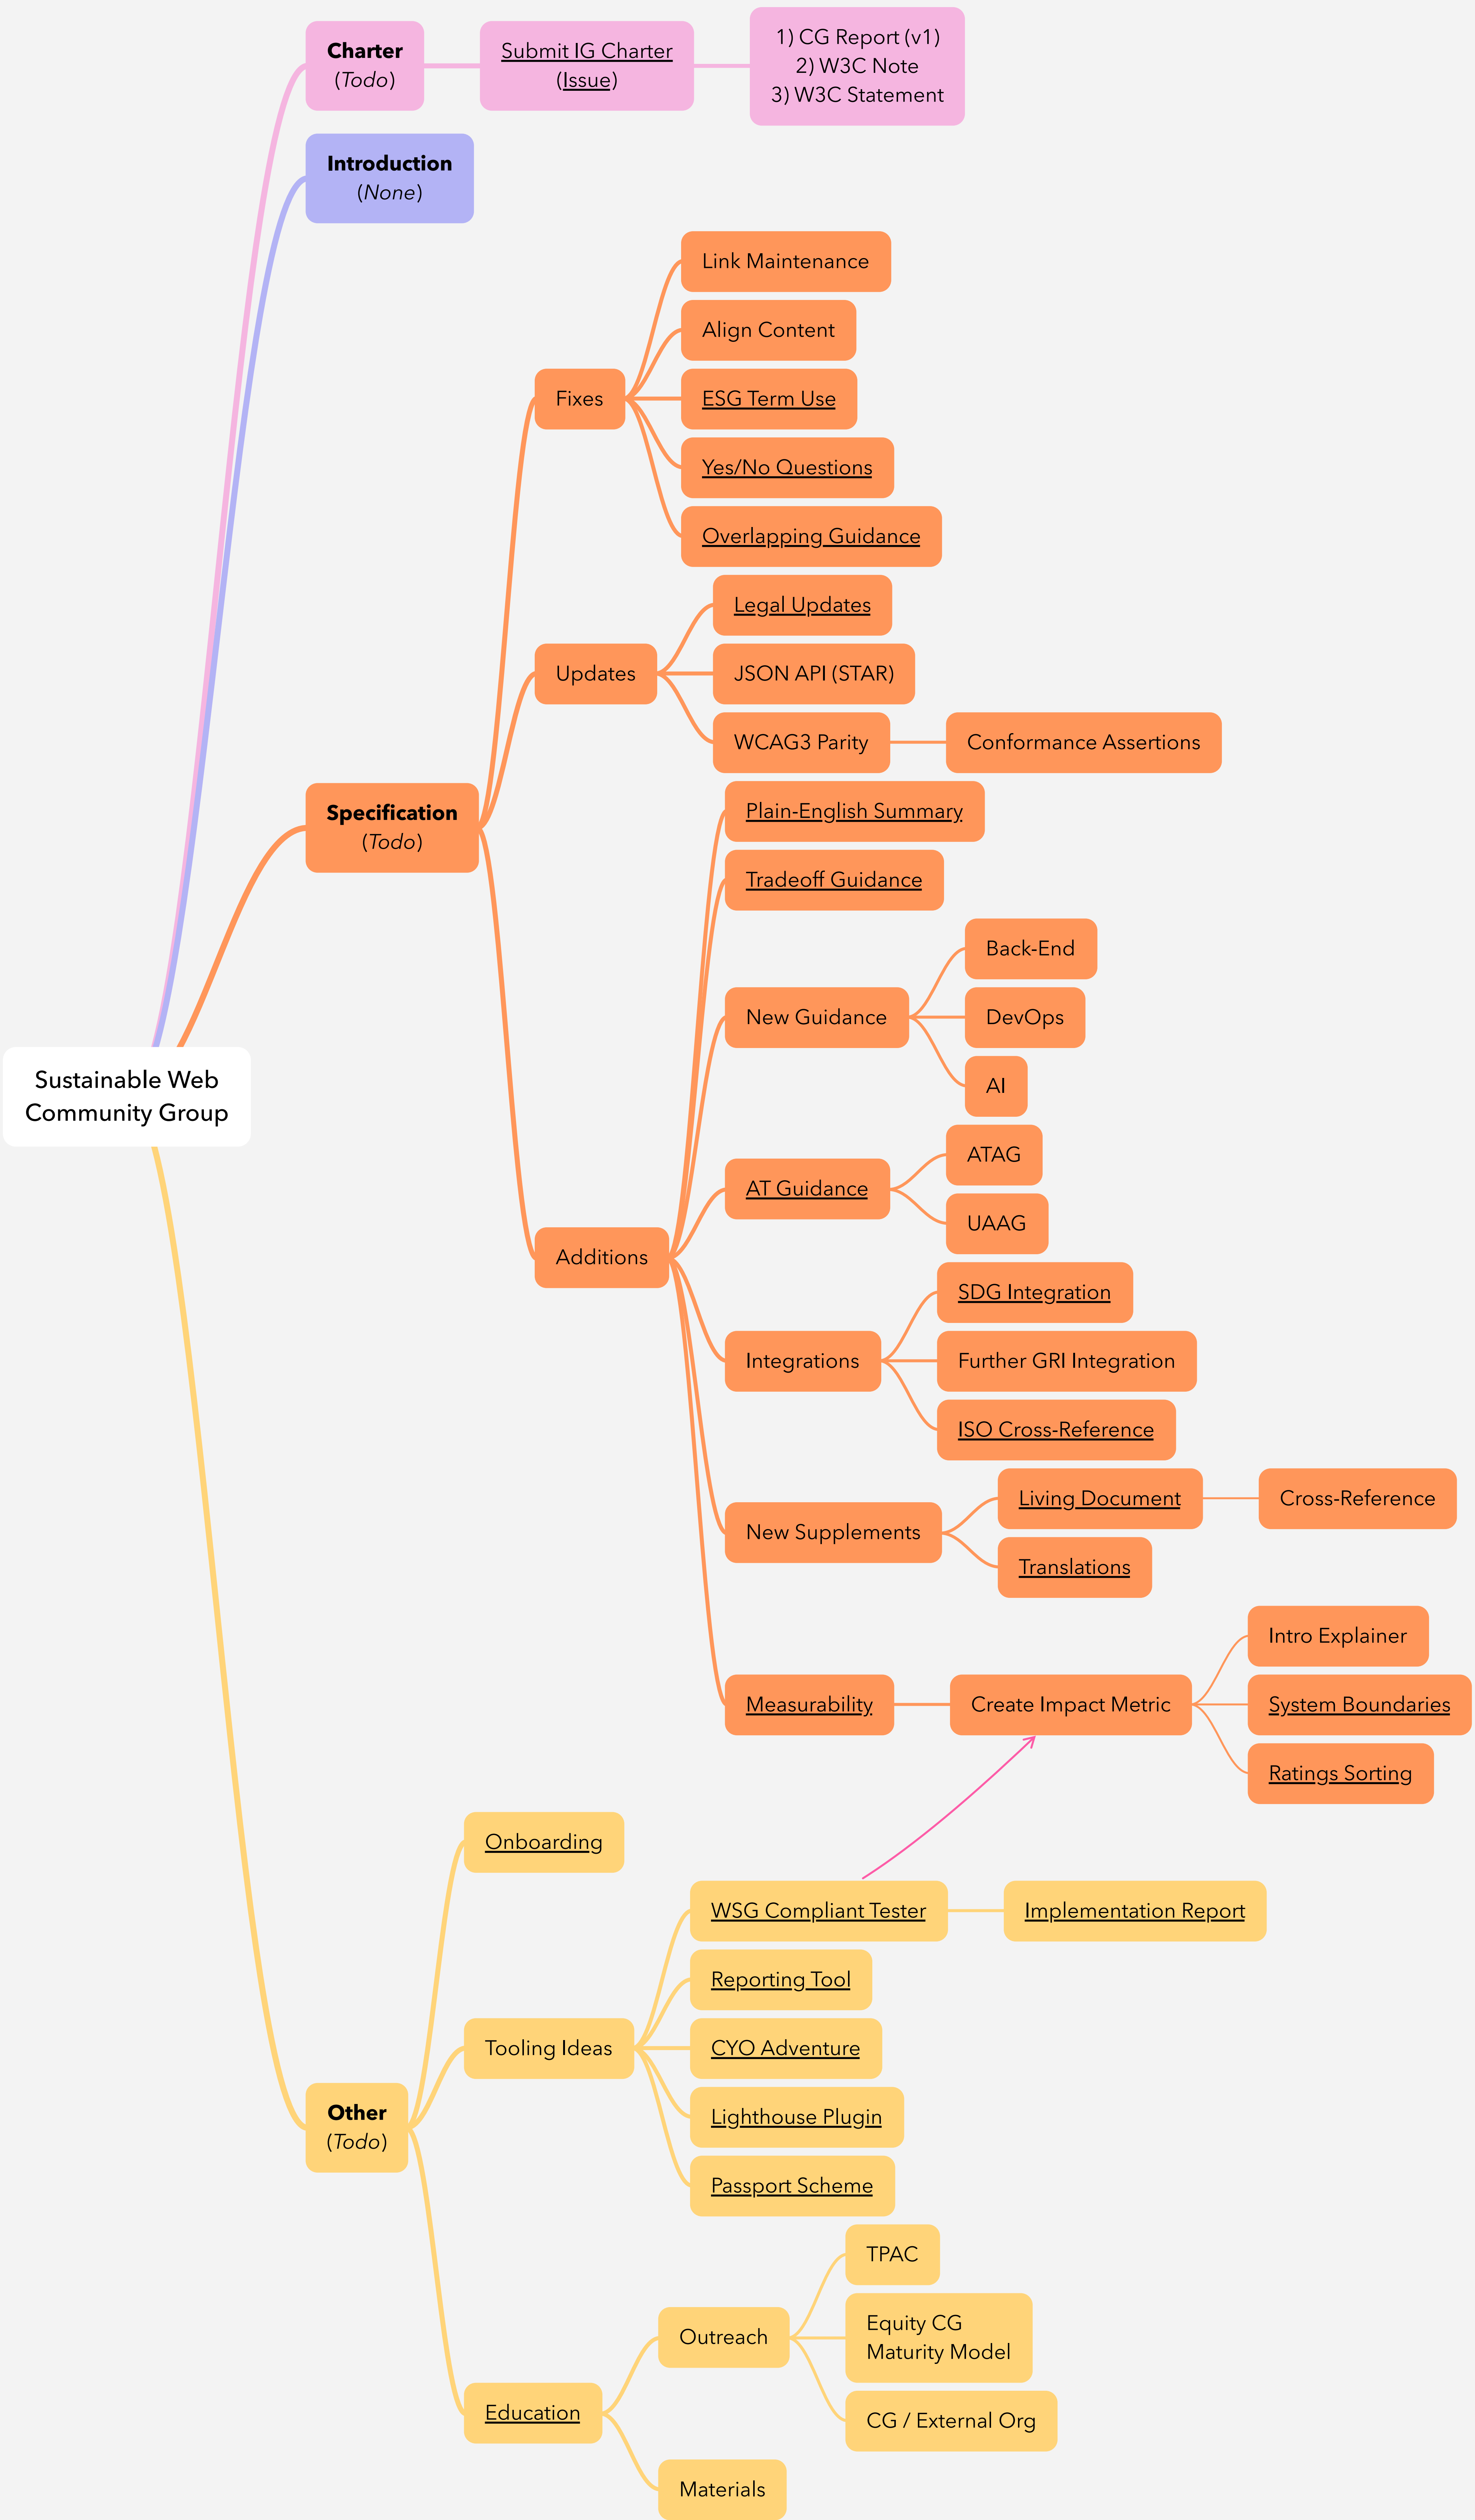 Charter
(Todo)
Submit IG Charter
(Issue)
1) CG Report (v1)
2) W3C Note
3) W3C Statement
Introduction
(None)
Link Maintenance
Align Content
Fixes
ESG Term Use
Yes/No Questions
Overlapping Guidance
Legal Updates
Updates
JSON API (STAR)
WCAG3 Parity
Conformance Assertions
Specification
(Todo)
Plain-English Summary
Tradeoff Guidance
Back-End
New Guidance
DevOps
AI
Sustainable Web
Community Group
ATAG
AT Guidance
UAAG
Additions
SDG Integration
Integrations
Further GRI Integration
ISO Cross-Reference
Living Document
Cross-Reference
New Supplements
Translations
Intro Explainer
Measurability
Create Impact Metric
System Boundaries
Ratings Sorting
Onboarding
WSG Compliant Tester
Implementation Report
Reporting Tool
Tooling Ideas
CYO Adventure
Lighthouse Plugin
Other
(Todo)
Passport Scheme
TPAC
Outreach
Equity CG
Maturity Model
Education
CG / External Org
Materials